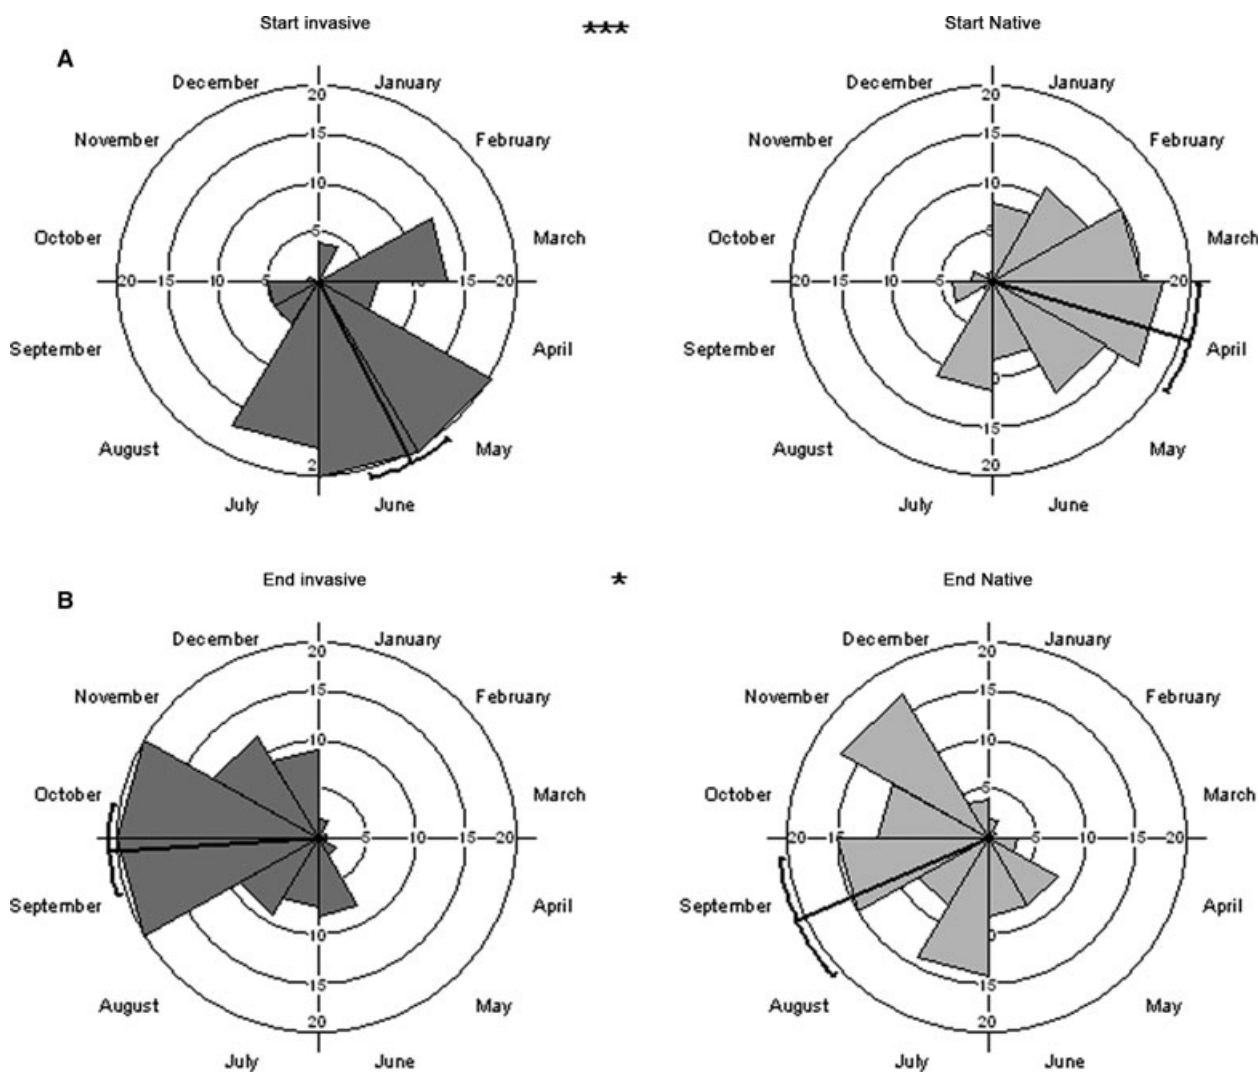 Start invasive *** Start Native
A
December January December January
20 20
November 15 February November 15 February
10 10
5
October March October March
20 15 10 5 15 20 20 15 10 5 20
September April September April
15
August May August May
2 20
July June July June
End invasive * End Native
B
December January December January
20 20
November 15 February November 15 February
10 10
5 5
October March October March
5 15 20 20 15 5 10 15 20
September April September April
10 0
August 15 May August 15 May
20 20
July June July June